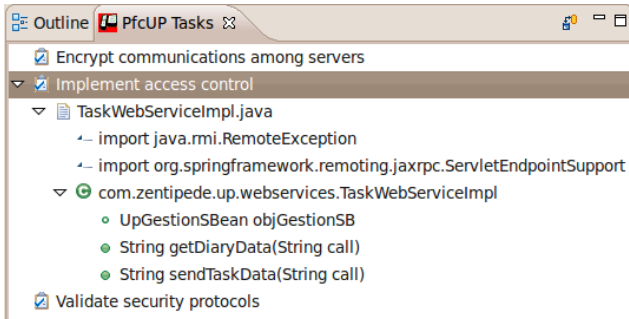 Outline PfcUP Tasks
Encrypt communications among servers
Implement access control
TaskWebServiceImpl.java
import java.rmi.RemoteException
import org.springframework.remoting.jaxrpc.ServletEndpointSupport
com.zentipede.up.webservices.TaskWebServiceImpl
UpGestionSBean objGestionSB
String getDiaryData(String call)
String sendTaskData(String call)
Validate security protocols